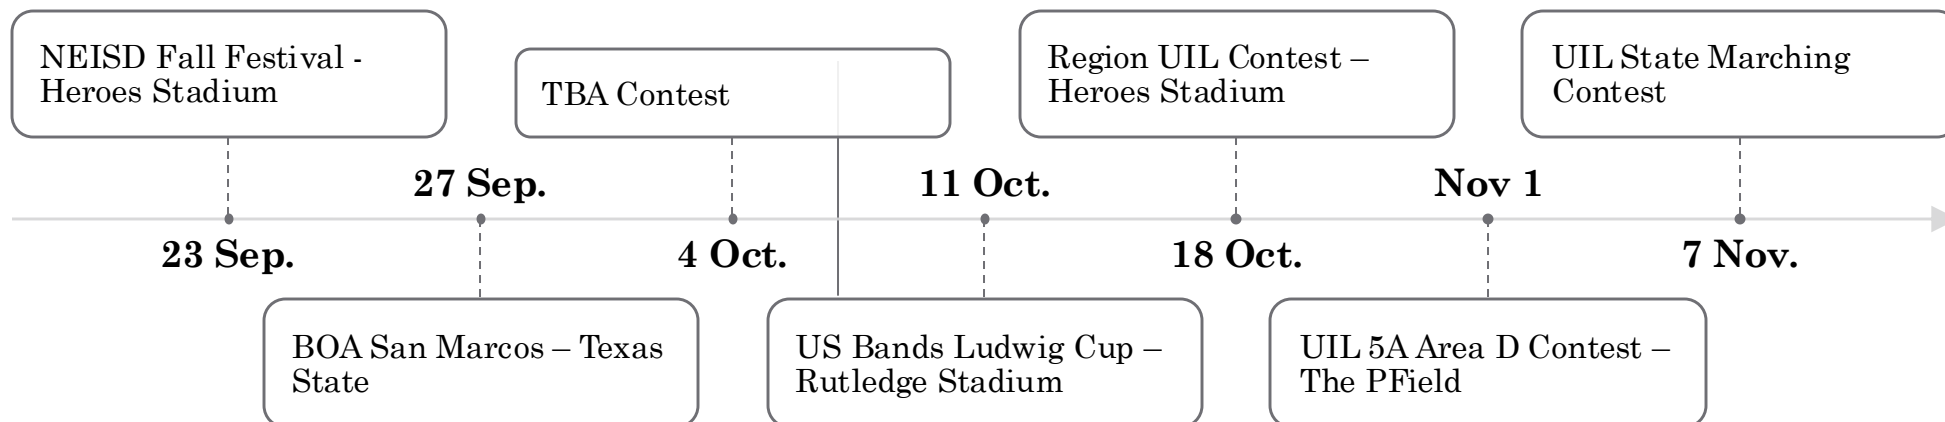 NEISD Fall Festival -
Heroes Stadium
TBA Contest
Region UIL Contest –
Heroes Stadium
UIL State Marching
Contest
27 Sep.
11 Oct.
Nov 1
23 Sep.
4 Oct.
18 Oct.
7 Nov.
BOA San Marcos – Texas
State
US Bands Ludwig Cup –
Rutledge Stadium
UIL 5A Area D Contest –
The PField